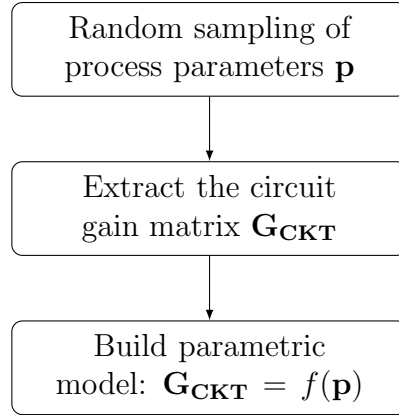 Random sampling of
process parameters p
Extract the circuit
gain matrix G_CKT
Build parametric
model: G_CKT = f(p)